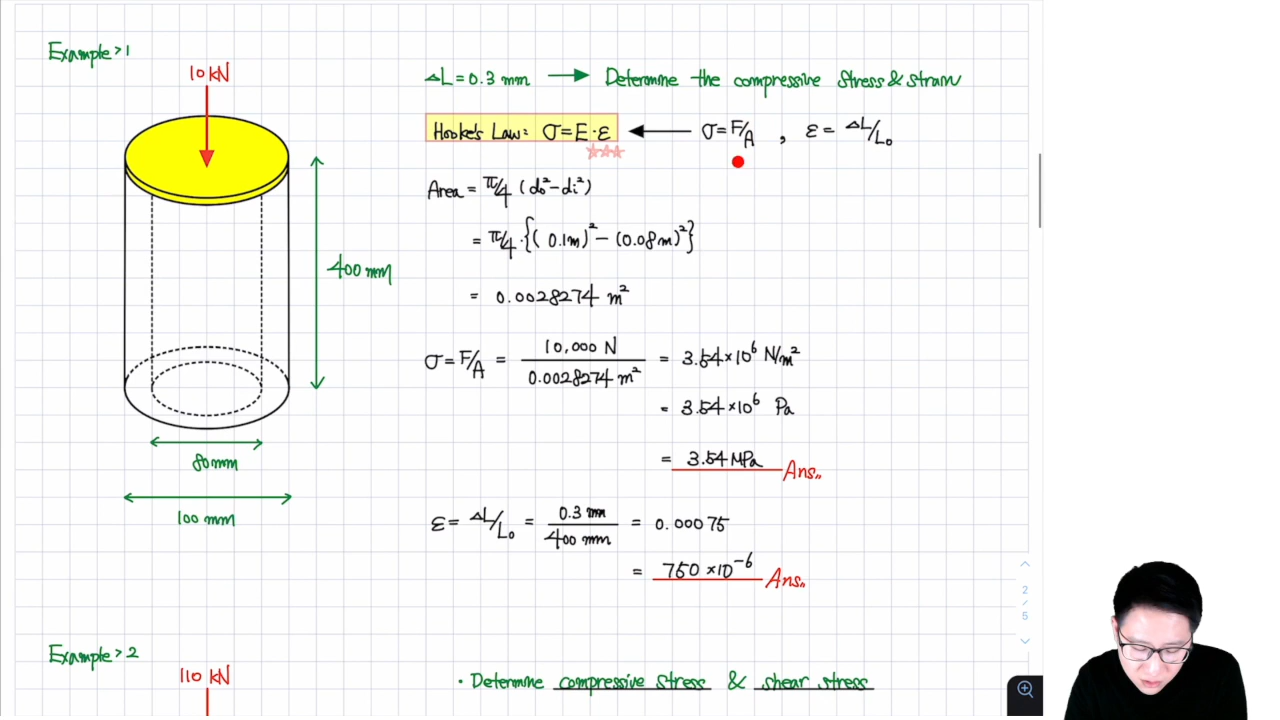 Example > 1
10 kN
400 mm
80mm
100 mm
ΔL = 0.3 mm → Determine the compressive stress & strain
Hooke's Law: σ = E·ε ← σ = F/A , ε = ΔL/L₀
☆☆☆
Area = π/4 (do² - di²)
= π/4·{(0.1m)² - (0.08m)²}
= 0.0028274 m²
σ = F/A = 10,000 N / 0.0028274 m² = 3.54×10⁶ N/m²
= 3.54×10⁶ Pa
= 3.54 MPa Ans.
ε = ΔL/L₀ = 0.3 mm / 400 mm = 0.00075
= 750×10⁻⁶ Ans.
2
/
5
Example > 2
110 kN
· Determine compressive stress & shear stress